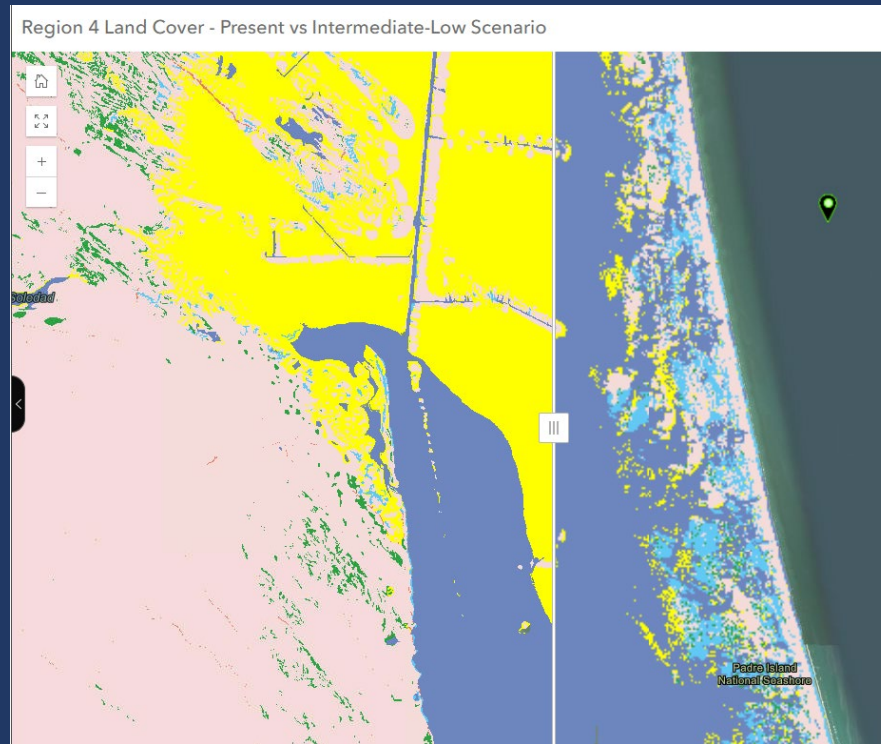 Region 4 Land Cover - Present vs Intermediate-Low Scenario
Soledad
Padre Island
National Seashore